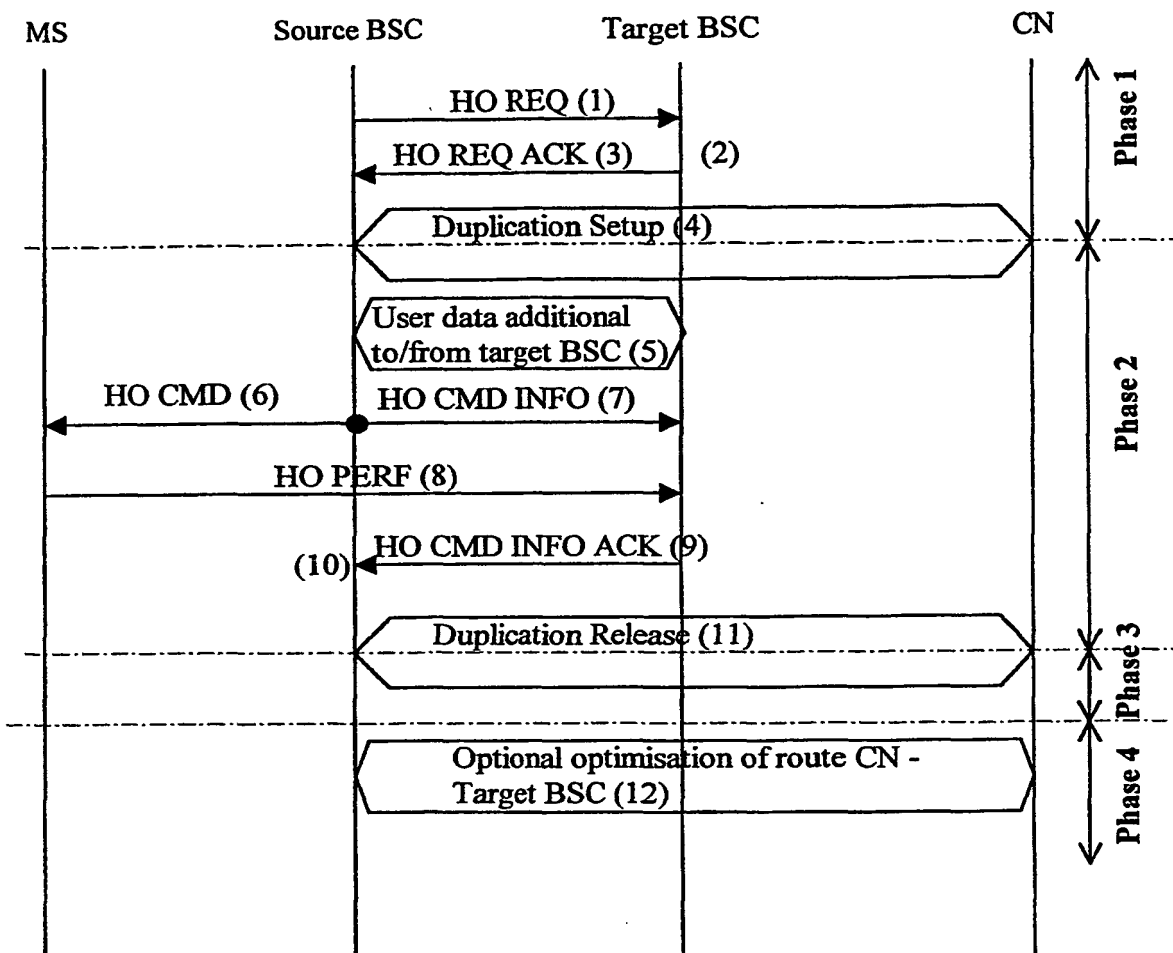 MS
Source BSC
Target BSC
CN
HO REQ (1)
HO REQ ACK (3)
(2)
Phase 1
Duplication Setup (4)
User data additional
to/from target BSC (5)
HO CMD (6)
HO CMD INFO (7)
Phase 2
HO PERF (8)
HO CMD INFO ACK (9)
(10)
Duplication Release (11)
Phase 3
Optional optimisation of route CN -
Target BSC (12)
Phase 4